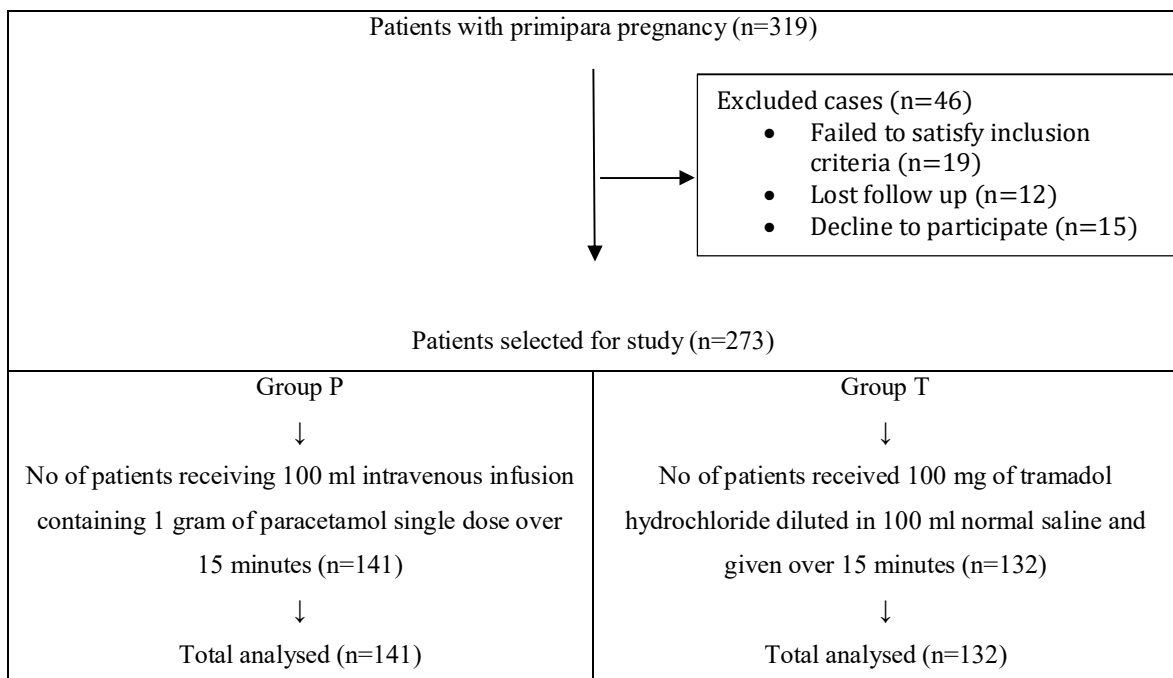 Patients with primipara pregnancy (n=319)
Excluded cases (n=46)
• Failed to satisfy inclusion
criteria (n=19)
• Lost follow up (n=12)
• Decline to participate (n=15)
Patients selected for study (n=273)
Group P
↓
No of patients receiving 100 ml intravenous infusion
containing 1 gram of paracetamol single dose over
15 minutes (n=141)
↓
Total analysed (n=141)
Group T
↓
No of patients received 100 mg of tramadol
hydrochloride diluted in 100 ml normal saline and
given over 15 minutes (n=132)
↓
Total analysed (n=132)